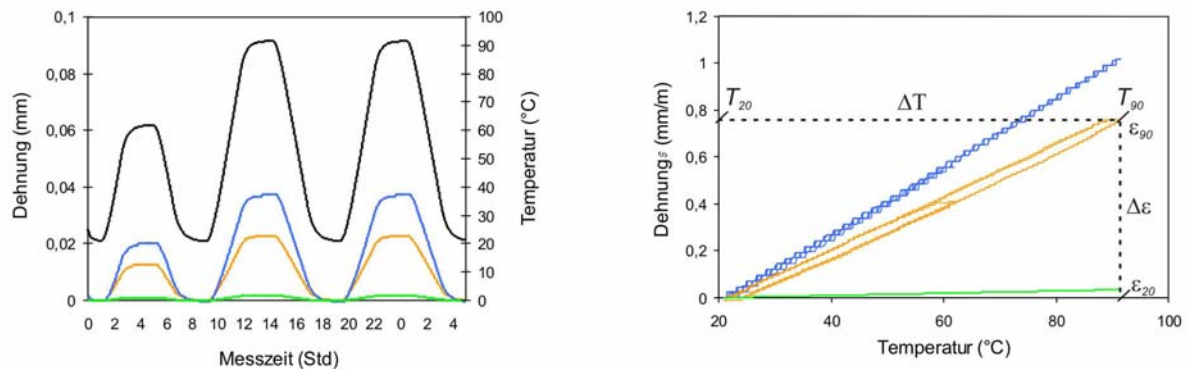 0,1
0,08
0,06
0,04
0,02
0
Dehnung (mm)
100
90
80
70
60
50
40
30
20
10
0
Temperatur (°C)
0 2 4 6 8 10 12 14 16 18 20 22 0 2 4
Messzeit (Std)
1,2
1
0,8
0,6
0,4
0,2
0
Dehnung s (mm/m)
T20 ΔT T90
ε90
Δε
ε20
20 40 60 80 100
Temperatur (°C)